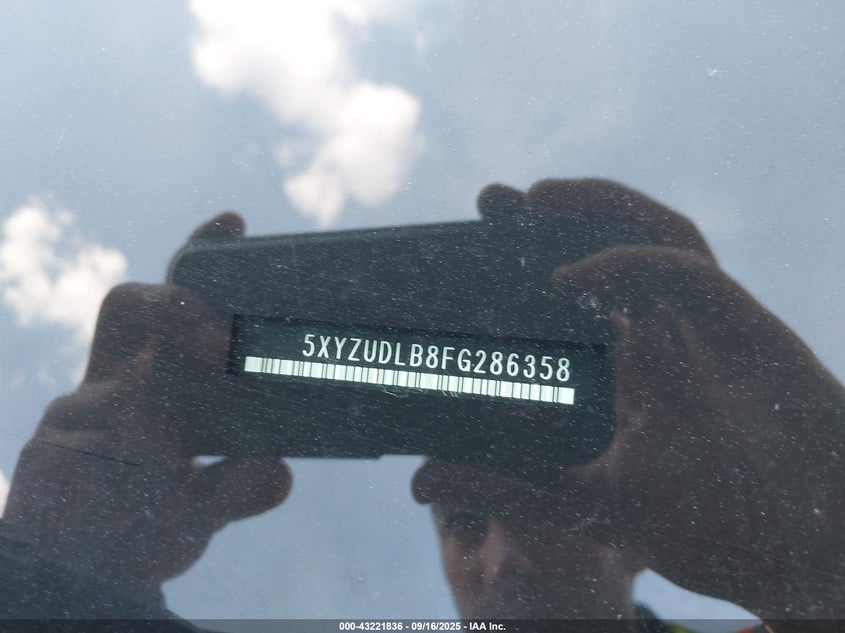 5XYZUDLB8FG286358
000-43221836 - 09/16/2025 - IAA Inc.